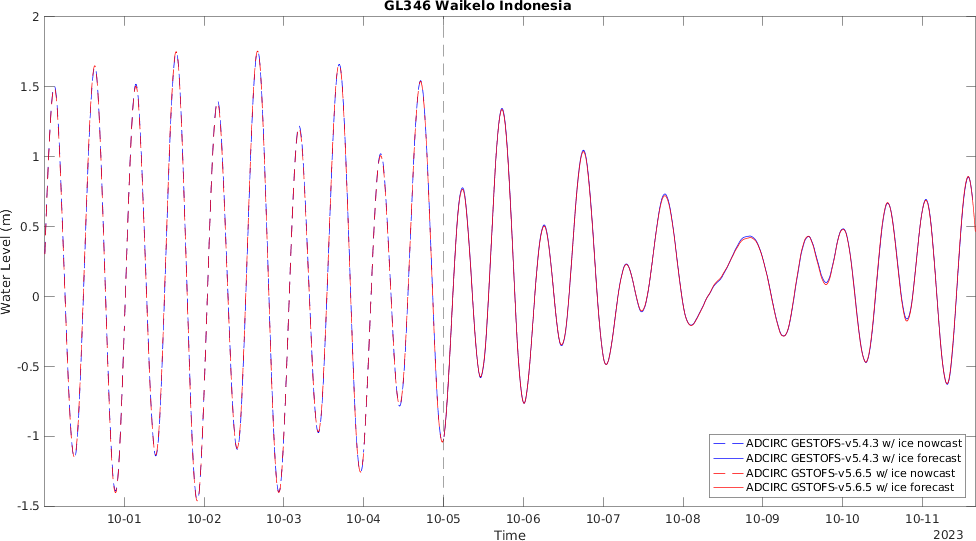 GL346 Waikelo Indonesia
Water Level (m)
2
1.5
1
0.5
0
-0.5
-1
-1.5
ADCIRC GESTOFS-v5.4.3 w/ ice nowcast
ADCIRC GESTOFS-v5.4.3 w/ ice forecast
ADCIRC GSTOFS-v5.6.5 w/ ice nowcast
ADCIRC GSTOFS-v5.6.5 w/ ice forecast
10-01 10-02 10-03 10-04 10-05 10-06 10-07 10-08 10-09 10-10 10-11
Time
2023